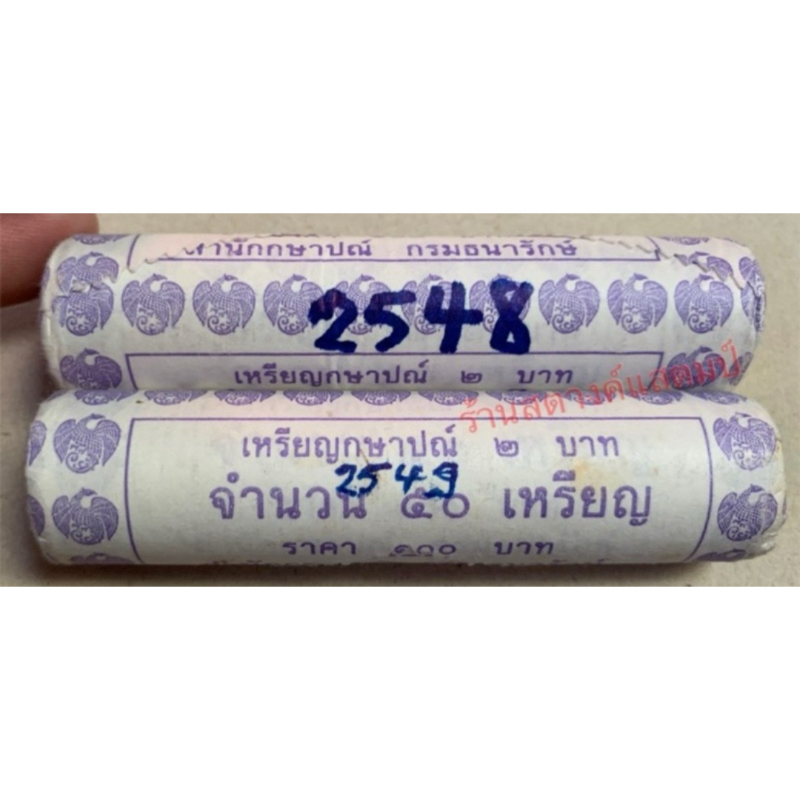 สำนักกษาปณ์ กรมธนารักษ์
2548
เหรียญกษาปณ์ ๒ บาท
ร้านสตางค์แสตมป์
เหรียญกษาปณ์ ๒ บาท
2549
จำนวน ๕๐ เหรียญ
ราคา ๑๐๐ บาท